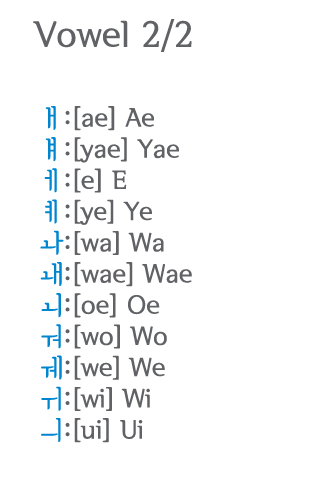 Vowel 2/2
ㅐ:[ae] Ae
ㅒ:[yae] Yae
ㅔ:[e] E
ㅖ:[ye] Ye
ㅘ:[wa] Wa
ㅙ:[wae] Wae
ㅚ:[oe] Oe
ㅝ:[wo] Wo
ㅞ:[we] We
ㅟ:[wi] Wi
ㅢ:[ui] Ui